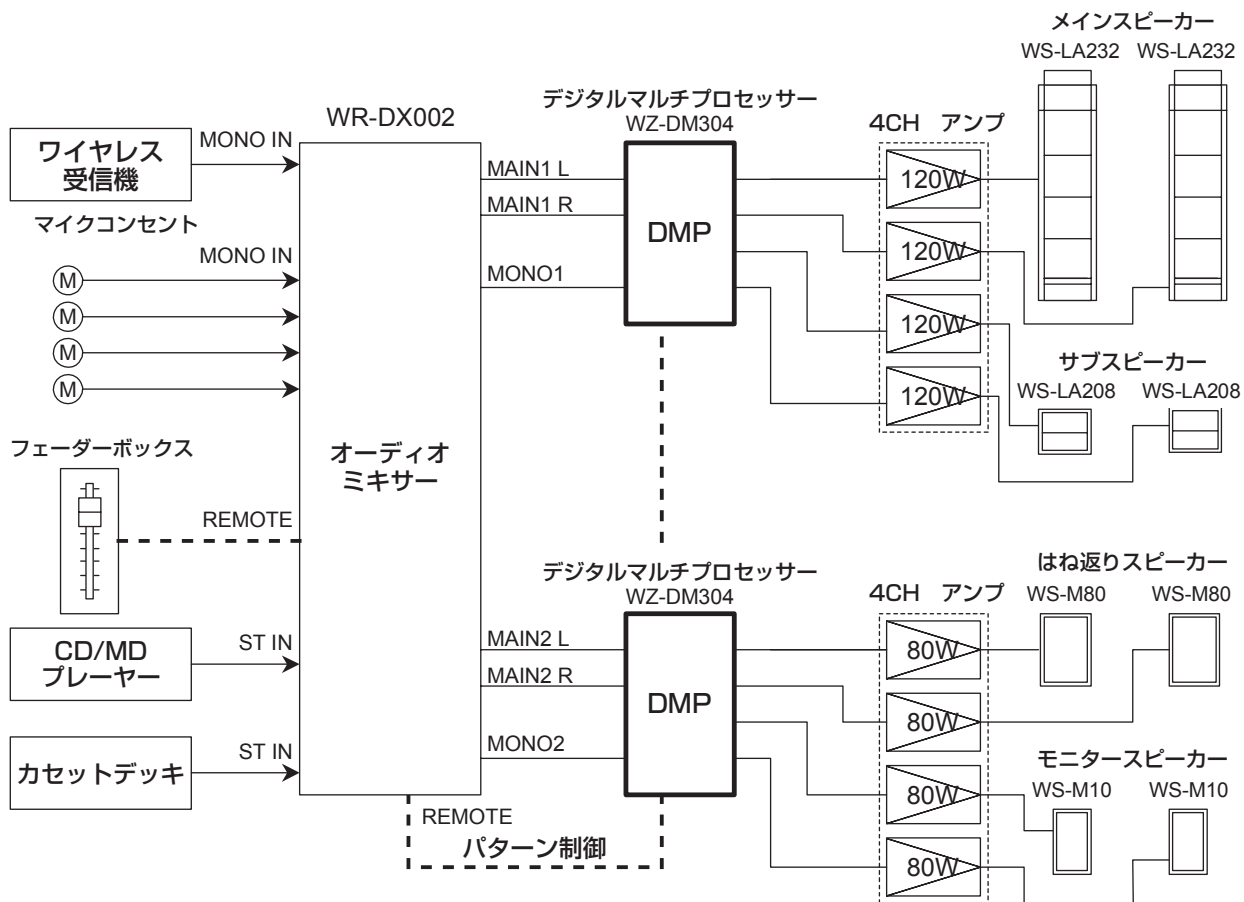 メインスピーカー
WS-LA232
WS-LA232
デジタルマルチプロセッサー
WZ-DM304
4CH アンプ
WR-DX002
MONO IN
ワイヤレス
受信機
MAIN1 L
MAIN1 R
MONO1
DMP
120W
120W
120W
120W
マイクコンセント
MONO IN
M
M
M
M
サブスピーカー
WS-LA208
WS-LA208
フェーダーボックス
REMOTE
オーディオ
ミキサー
デジタルマルチプロセッサー
WZ-DM304
4CH アンプ
はね返りスピーカー
WS-M80
WS-M80
CD/MD
プレーヤー
ST IN
MAIN2 L
MAIN2 R
MONO2
DMP
80W
80W
80W
80W
カセットデッキ
ST IN
モニタースピーカー
WS-M10
WS-M10
REMOTE
パターン制御